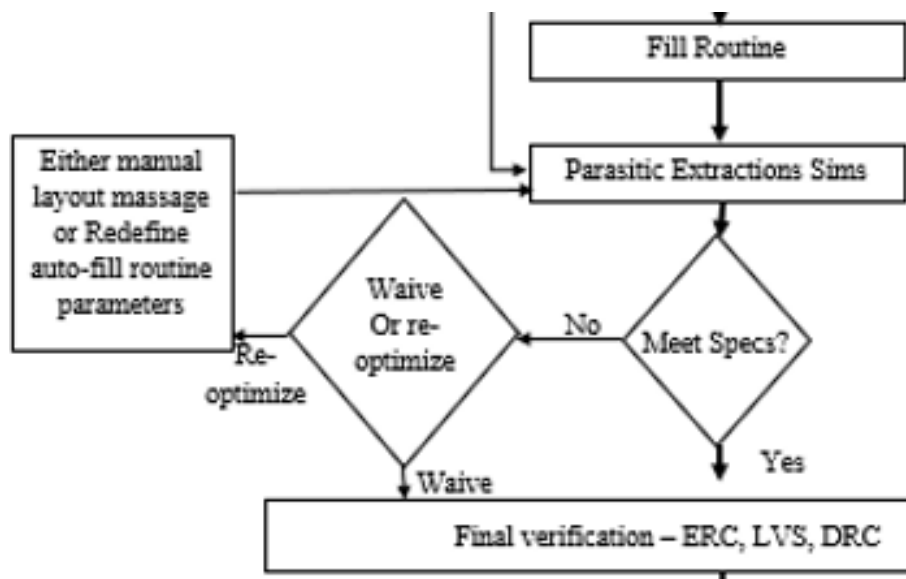 Fill Routine
Parasitic Extractions Sims
Either manual
layout massage
or Redefine
auto-fill routine
parameters
Waive
Or re-
optimize
No
Meet Specs?
Re-
optimize
Yes
Waive
Final verification – ERC, LVS, DRC